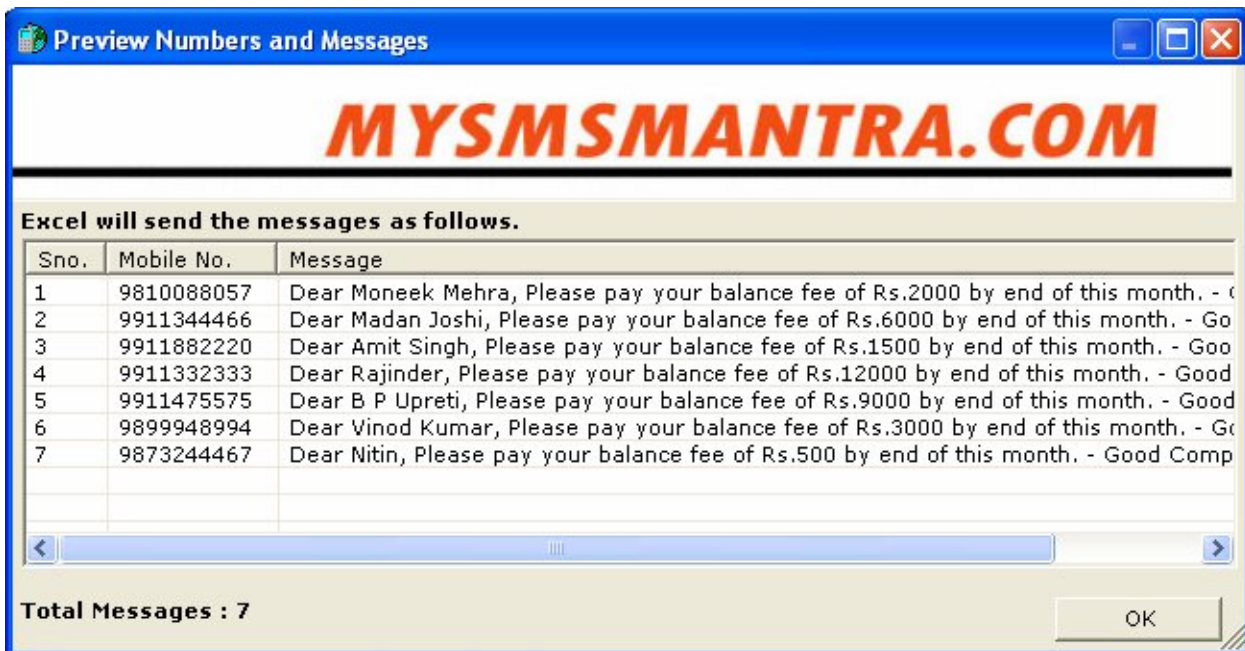 Preview Numbers and Messages
MYSMSMANTRA.COM
Excel will send the messages as follows.
Sno. Mobile No. Message
1 9810088057 Dear Moneek Mehra, Please pay your balance fee of Rs.2000 by end of this month. -
2 9911344466 Dear Madan Joshi, Please pay your balance fee of Rs.6000 by end of this month. - Go
3 9911882220 Dear Amit Singh, Please pay your balance fee of Rs.1500 by end of this month. - Goo
4 9911332333 Dear Rajinder, Please pay your balance fee of Rs.12000 by end of this month. - Good
5 9911475575 Dear B P Upreti, Please pay your balance fee of Rs.9000 by end of this month. - Good
6 9899948994 Dear Vinod Kumar, Please pay your balance fee of Rs.3000 by end of this month. - Go
7 9873244467 Dear Nitin, Please pay your balance fee of Rs.500 by end of this month. - Good Comp
Total Messages : 7
OK